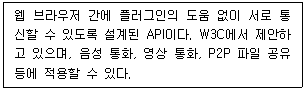 웹 브라우저 간에 플러그인의 도움 없이 서로 통
신할 수 있도록 설계된 API이다. W3C에서 제안하
고 있으며, 음성 통화, 영상 통화, P2P 파일 공유
등에 적용할 수 있다.